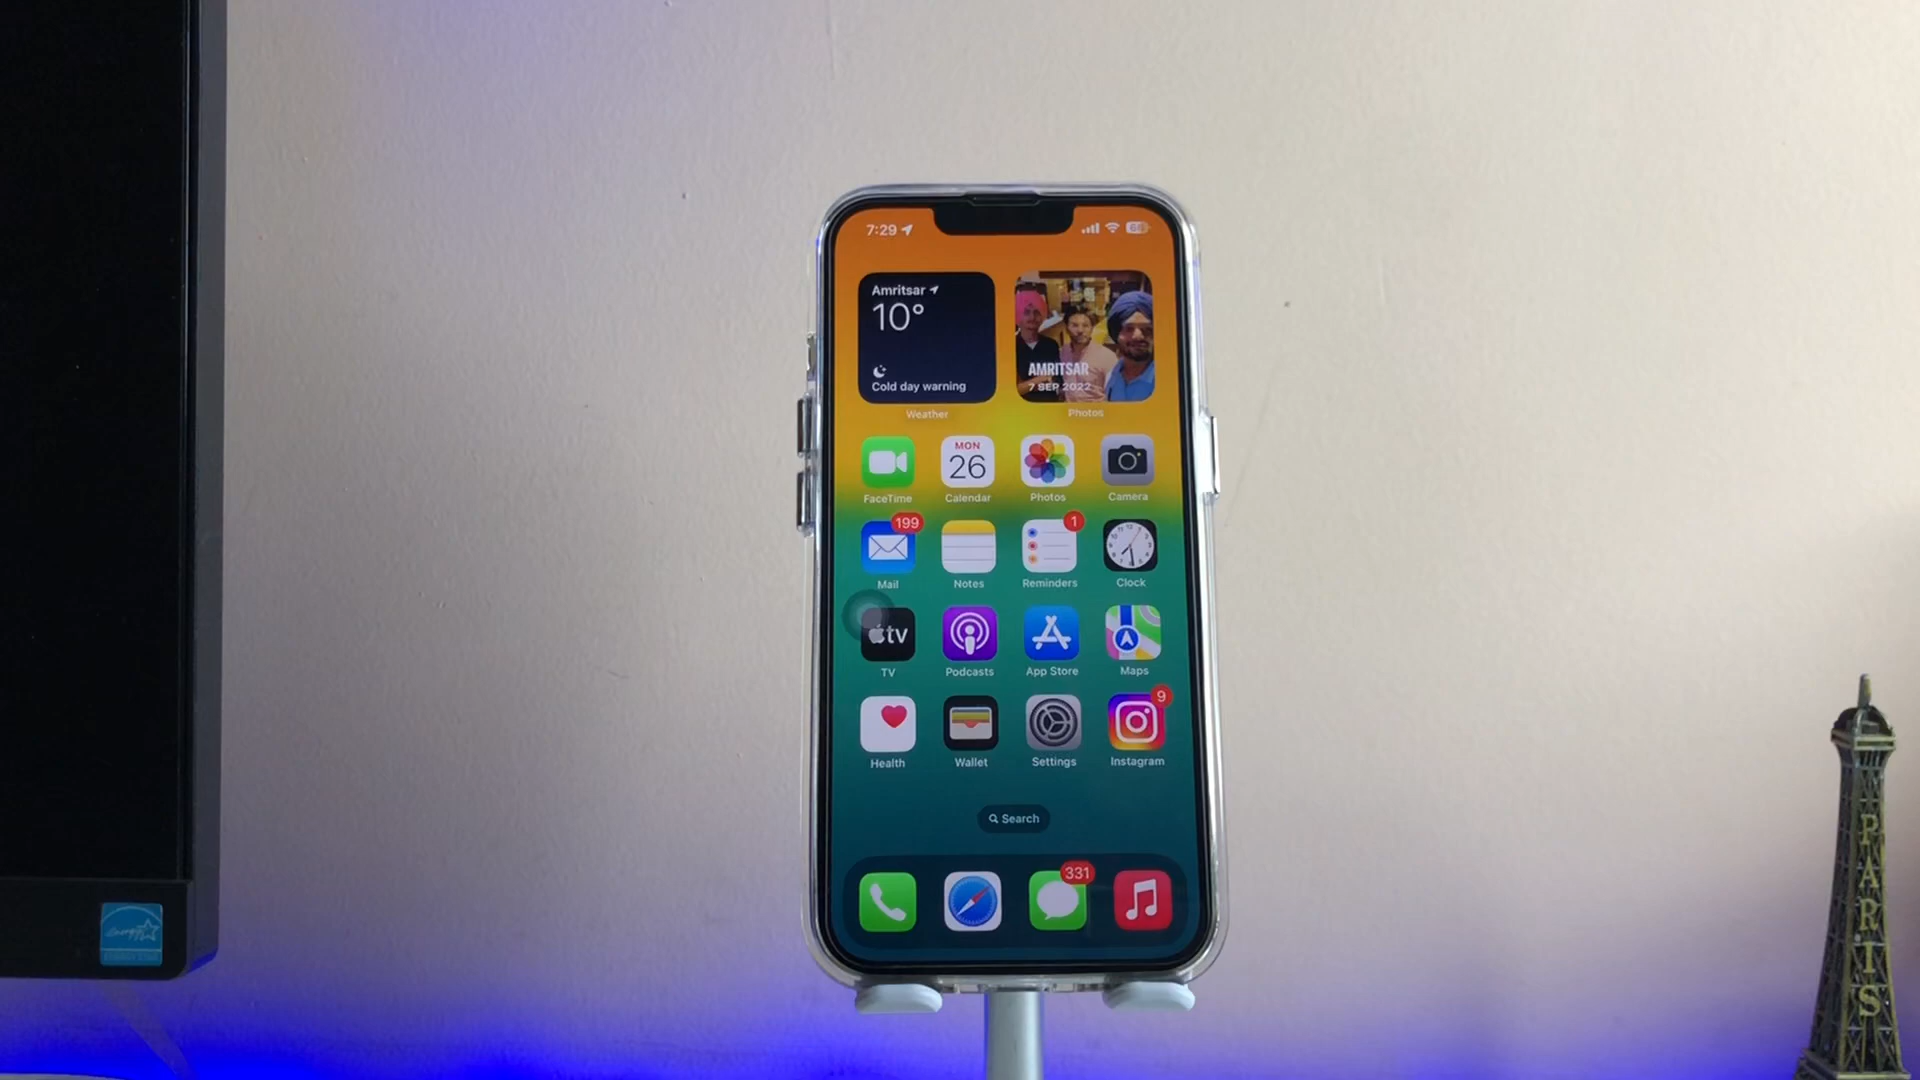 7:29
Amritsar
10°
Cold day warning
Weather
AMRITSAR
7 SEP 2022
Photos
MON
26
FaceTime
Calendar
Photos
Camera
199
1
Mail
Notes
Reminders
Clock
tv
TV
Podcasts
App Store
Maps
9
Health
Wallet
Settings
Instagram
Search
331
PARIS